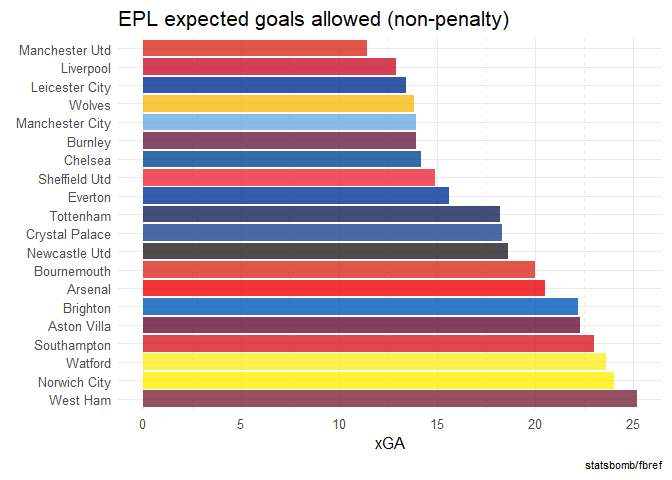 EPL expected goals allowed (non-penalty)
Manchester Utd
Liverpool
Leicester City
Wolves
Manchester City
Burnley
Chelsea
Sheffield Utd
Everton
Tottenham
Crystal Palace
Newcastle Utd
Bournemouth
Arsenal
Brighton
Aston Villa
Southampton
Watford
Norwich City
West Ham
0 5 10 15 20 25
xGA
statsbomb/fbref